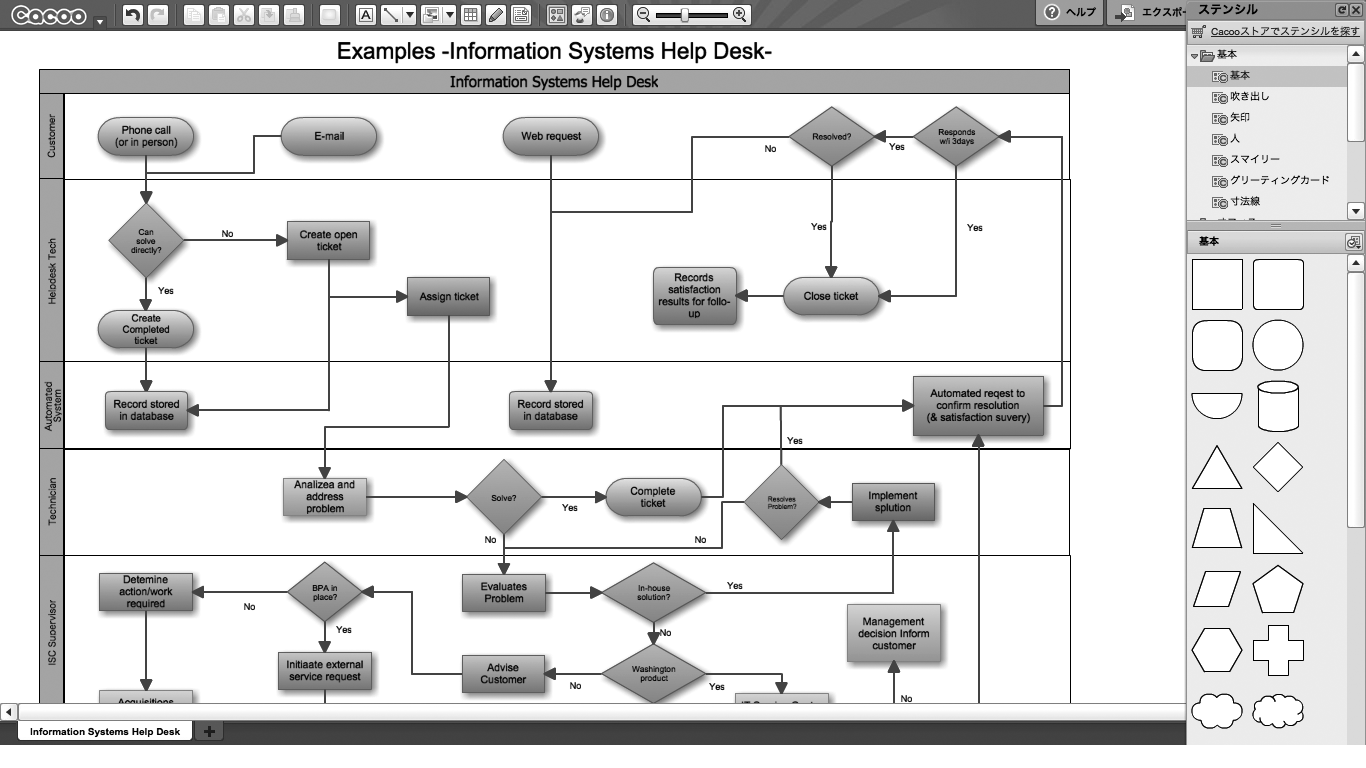 cacoo
A
?
ヘルプ
エクスポー
ステンシル
Cacooストアでステンシルを探す
基本
基本
吹き出し
矢印
人
スマイリー
グリーティングカード
寸法線
基本
Examples -Information Systems Help Desk-
Information Systems Help Desk
Customer
Phone call
(or in person)
E-mail
Web request
Resolved?
Responds
w/i 3days
No
Yes
Helpdesk Tech
Can
solve
directly?
No
Create open
ticket
Yes
Yes
Yes
Assign ticket
Records
satisfaction
results for follo-
up
Close ticket
Create
Completed
ticket
Automated
System
Record stored
in database
Record stored
in database
Automated reqest to
confirm resolution
(& satisfaction suvery)
Yes
Technician
Analizea and
address
problem
Solve?
Yes
Complete
ticket
Resolves
Problem?
Implement
splution
No
No
ISC Supervisor
Detemine
action/work
required
No
BPA in
place?
Yes
Evaluates
Problem
In-house
solution?
Yes
No
Management
decision Inform
customer
Initiaate external
service request
Advise
Customer
No
Washington
product
Yes
No
Information Systems Help Desk
+